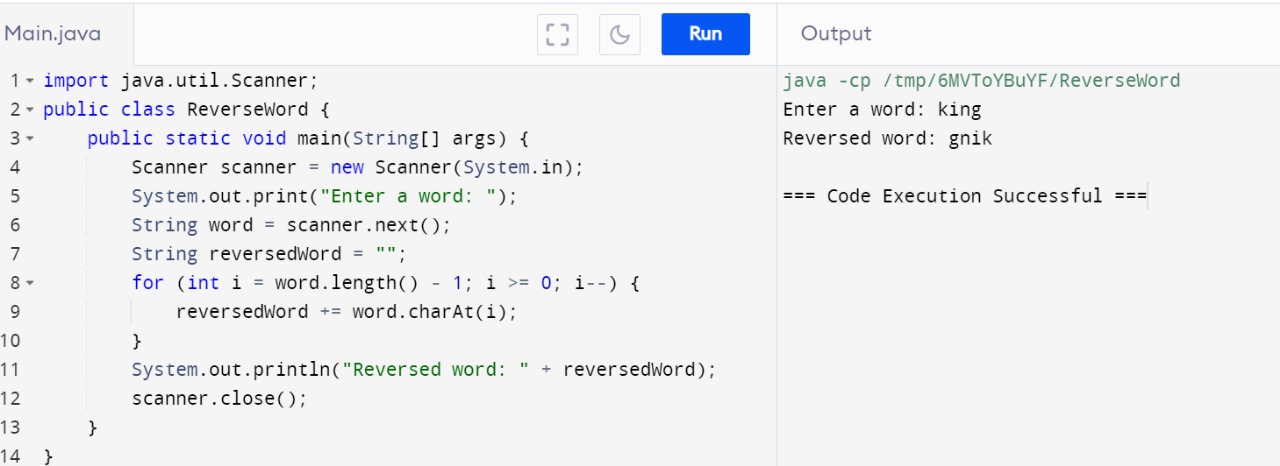 Main.java
Run
Output
1 import java.util.Scanner;
2 public class ReverseWord {
3     public static void main(String[] args) {
4         Scanner scanner = new Scanner(System.in);
5         System.out.print("Enter a word: ");
6         String word = scanner.next();
7         String reversedWord = "";
8         for (int i = word.length() - 1; i >= 0; i--) {
9             reversedWord += word.charAt(i);
10         }
11         System.out.println("Reversed word: " + reversedWord);
12         scanner.close();
13     }
14 }
java -cp /tmp/6MVToYBuYF/ReverseWord
Enter a word: king
Reversed word: gnik
=== Code Execution Successful ===